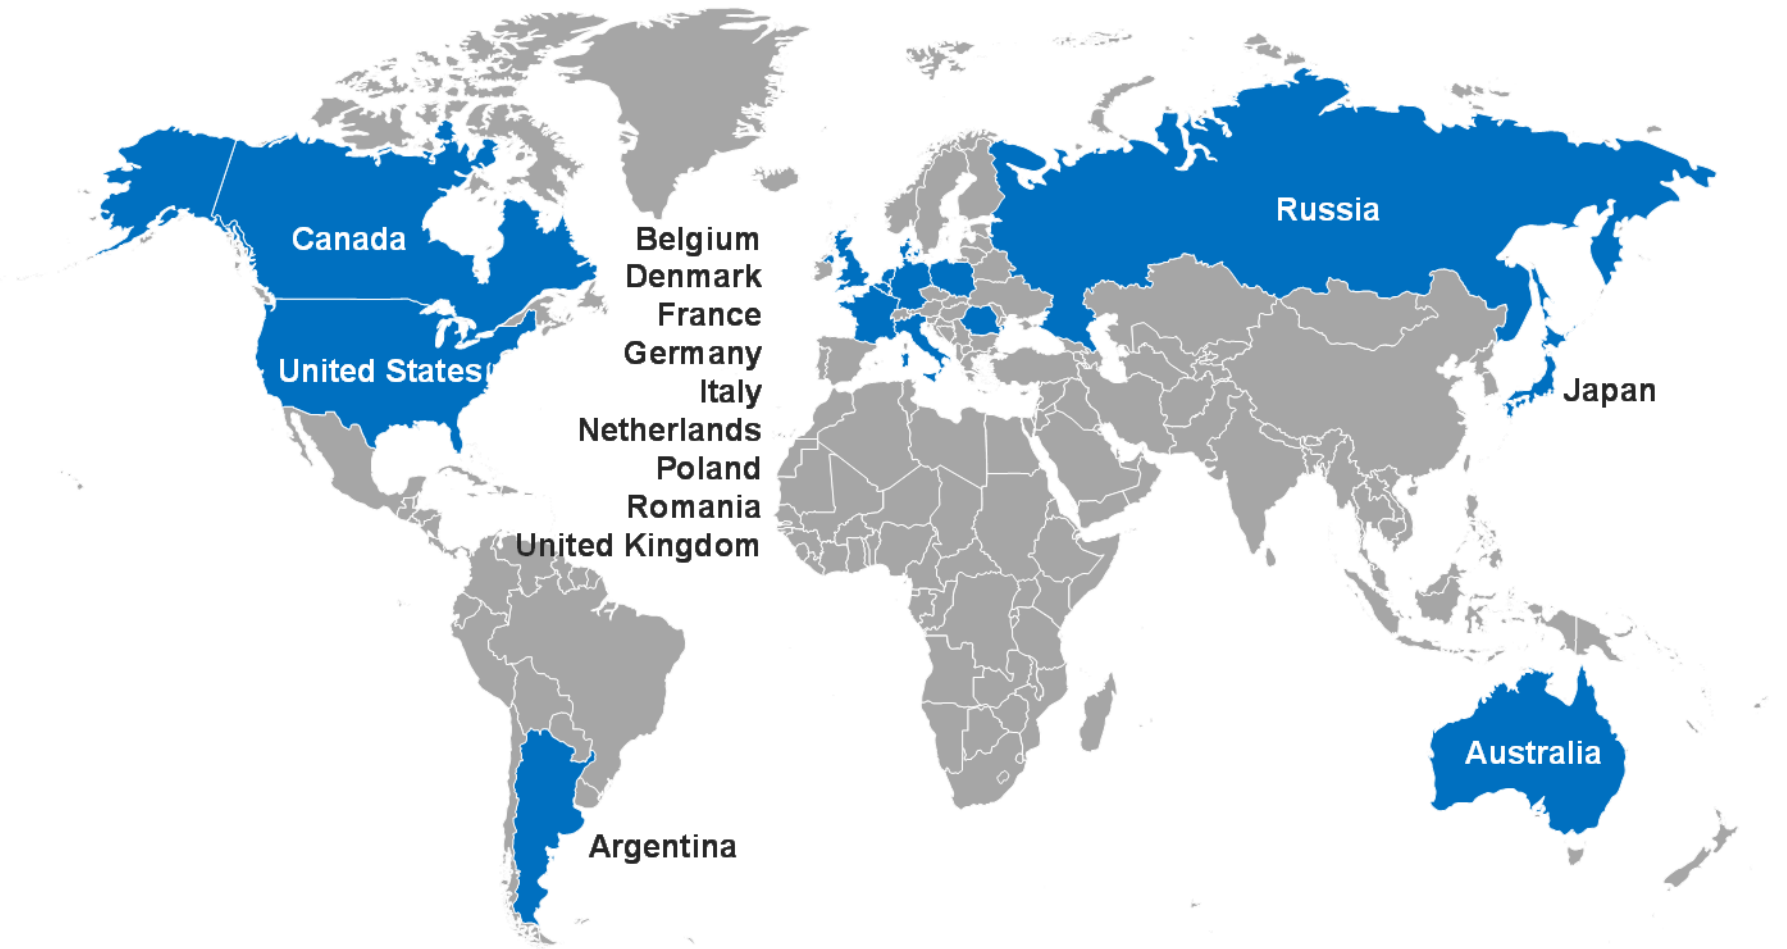 Canada
United States
Belgium
Denmark
France
Germany
Italy
Netherlands
Poland
Romania
United Kingdom
Argentina
Russia
Japan
Australia